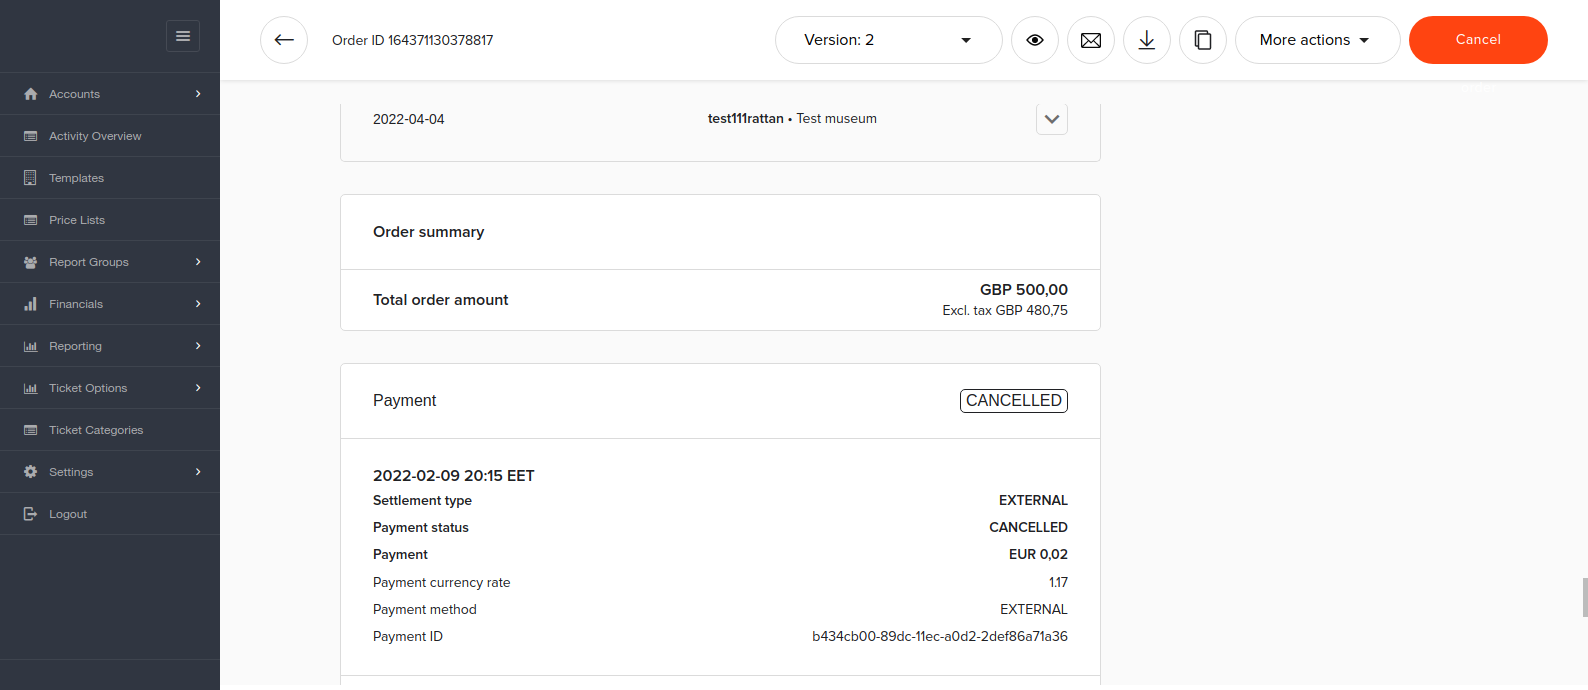 Order ID 164371130378817
Version: 2
More actions
Cancel
Accounts
Activity Overview
Templates
Price Lists
Report Groups
Financials
Reporting
Ticket Options
Ticket Categories
Settings
Logout
2022-04-04
test111rattan • Test museum
Order summary
Total order amount
GBP 500,00
Excl. tax GBP 480,75
Payment
CANCELLED
2022-02-09 20:15 EET
Settlement type EXTERNAL
Payment status CANCELLED
Payment EUR 0,02
Payment currency rate 1.17
Payment method EXTERNAL
Payment ID b434cb00-89dc-11ec-a0d2-2def86a71a36